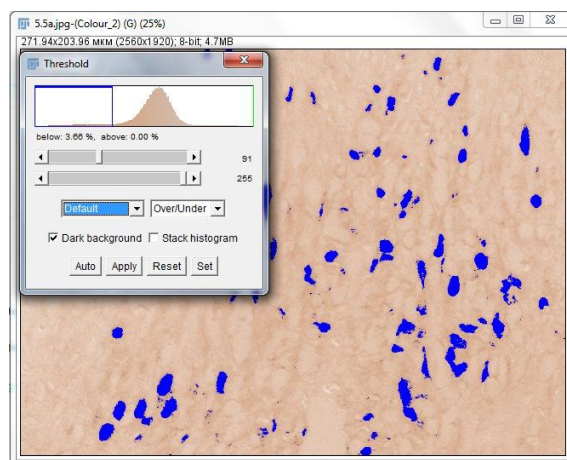 5.5a.jpg-(Colour_2) (G) (25%)
271.94x203.96 мкм (2560x1920); 8-bit; 4.7MB
Threshold
below: 3.66 %, above: 0.00 %
91
255
Default Over/Under
Dark background Stack histogram
Auto Apply Reset Set